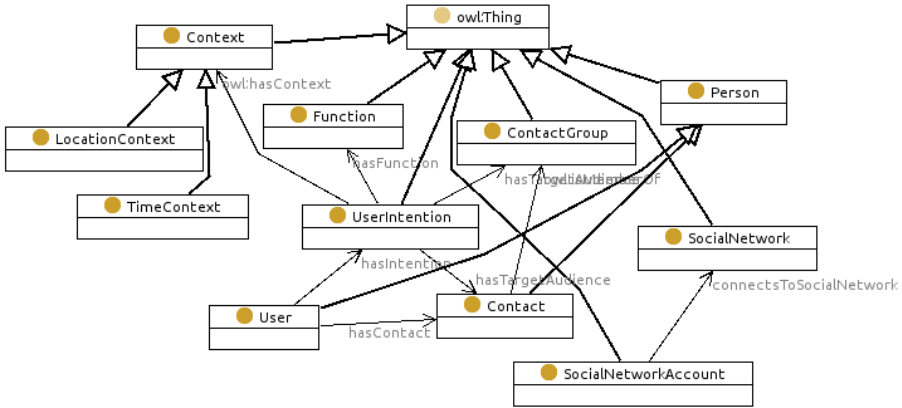 owl:Thing
Context
owl:hasContext
Person
Function
ContactGroup
LocationContext
hasFunction
TimeContext
UserIntention
SocialNetwork
hasIntention
hasTargetAudience
connectsToSocialNetwork
User
Contact
hasContact
SocialNetworkAccount